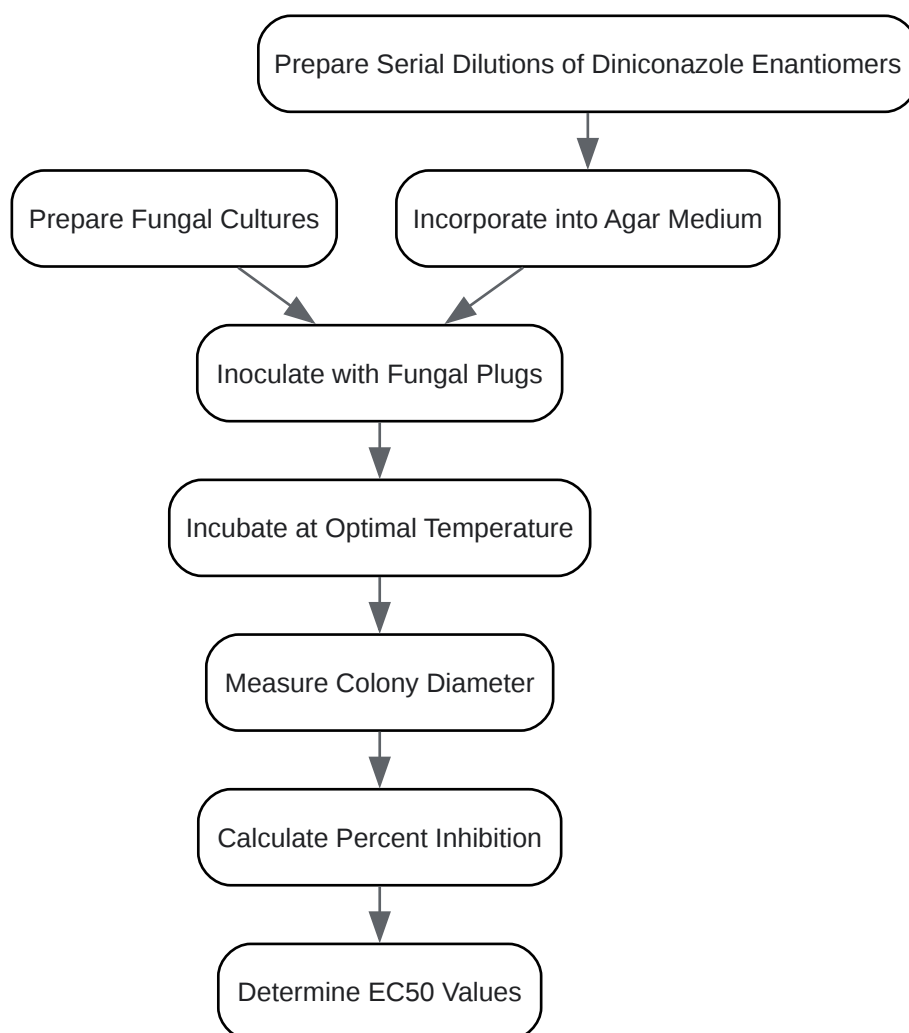 Prepare Serial Dilutions of Diniconazole Enantiomers
Prepare Fungal Cultures
Incorporate into Agar Medium
Inoculate with Fungal Plugs
Incubate at Optimal Temperature
Measure Colony Diameter
Calculate Percent Inhibition
Determine EC50 Values